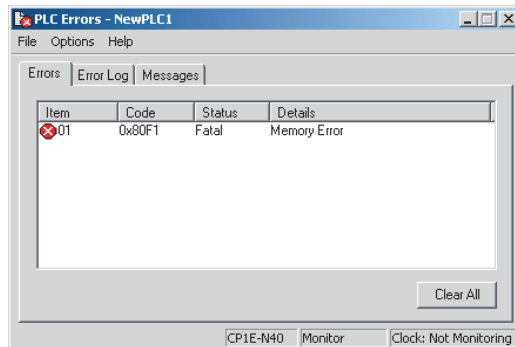 PLC Errors - NewPLC1
File Options Help
Errors Error Log Messages
Item Code Status Details
01 0x80F1 Fatal Memory Error
Clear All
CP1E-N40 Monitor Clock: Not Monitoring